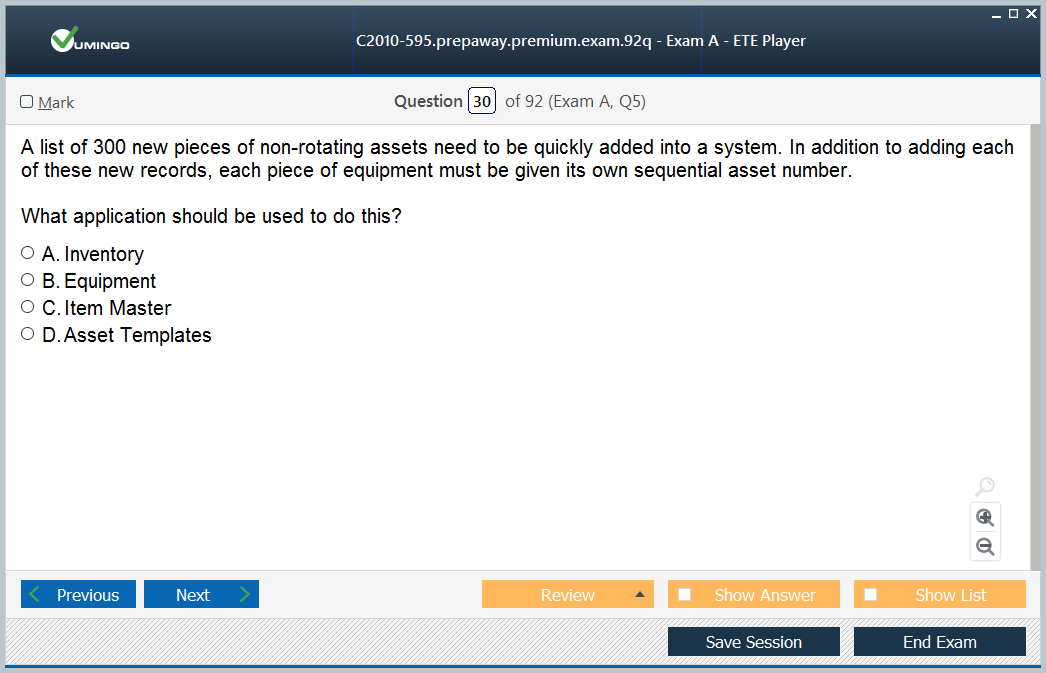 VUMINGO
C2010-595.prepaway.premium.exam.92q - Exam A - ETE Player
Mark
Question 30 of 92 (Exam A, Q5)
A list of 300 new pieces of non-rotating assets need to be quickly added into a system. In addition to adding each
of these new records, each piece of equipment must be given its own sequential asset number.
What application should be used to do this?
A. Inventory
B. Equipment
C. Item Master
D. Asset Templates
Previous
Next
Review
Show Answer
Show List
Save Session
End Exam